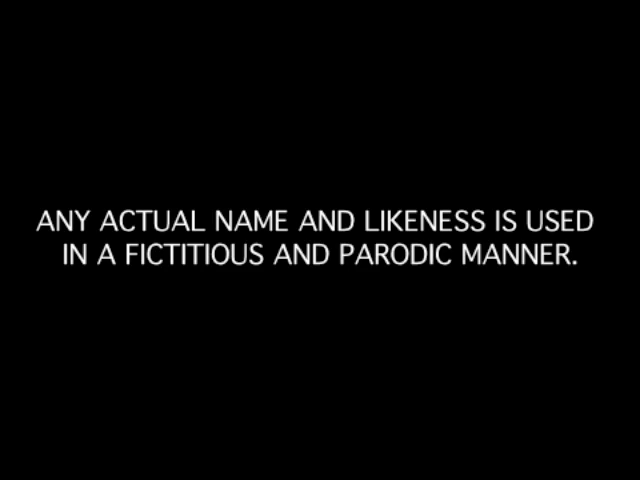 ANY ACTUAL NAME AND LIKENESS IS USED
IN A FICTITIOUS AND PARODIC MANNER.